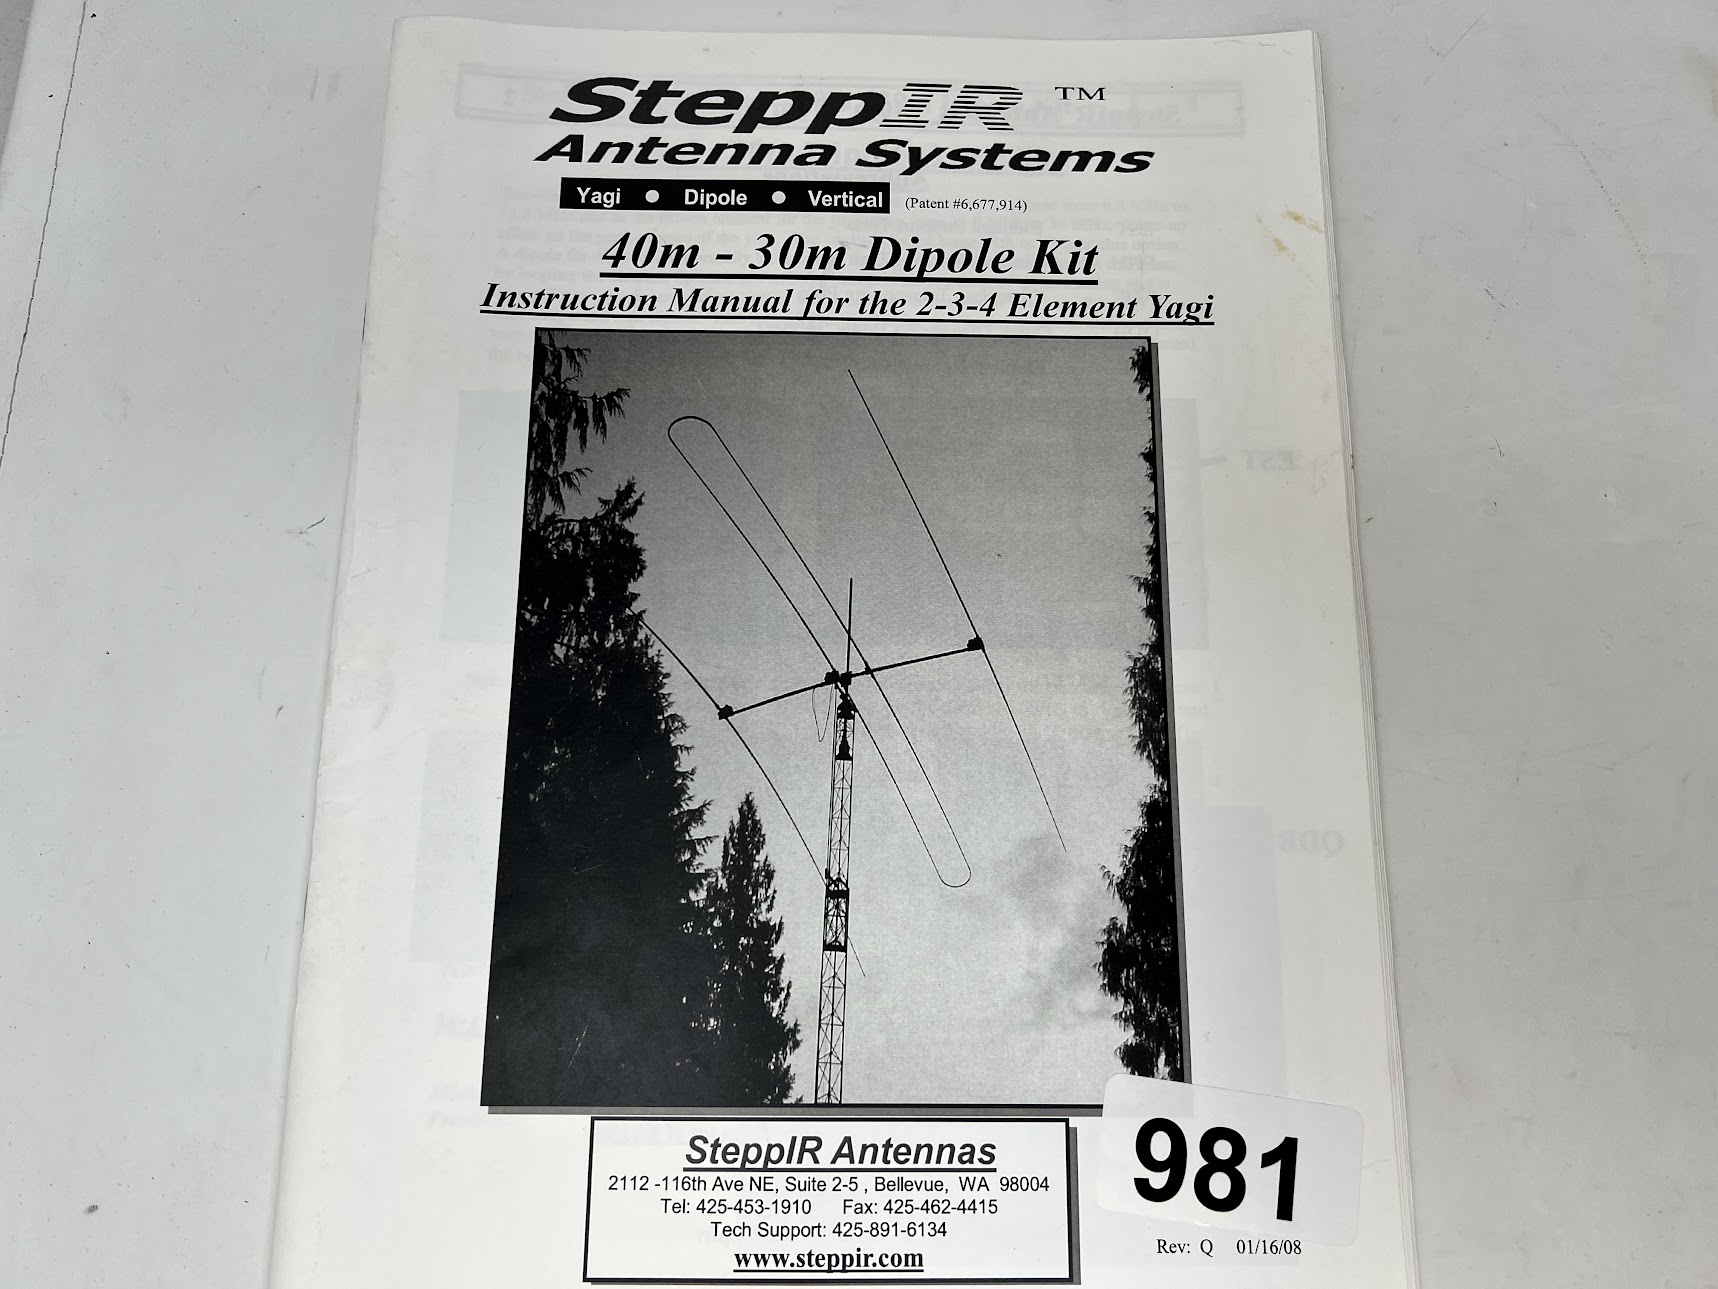 SteppIR TM
Antenna Systems
Yagi ● Dipole ● Vertical (Patent #6,677,914)
40m - 30m Dipole Kit
Instruction Manual for the 2-3-4 Element Yagi
SteppIR Antennas
2112 -116th Ave NE, Suite 2-5 , Bellevue, WA 98004
Tel: 425-453-1910 Fax: 425-462-4415
Tech Support: 425-891-6134
www.steppir.com
981
Rev: Q 01/16/08